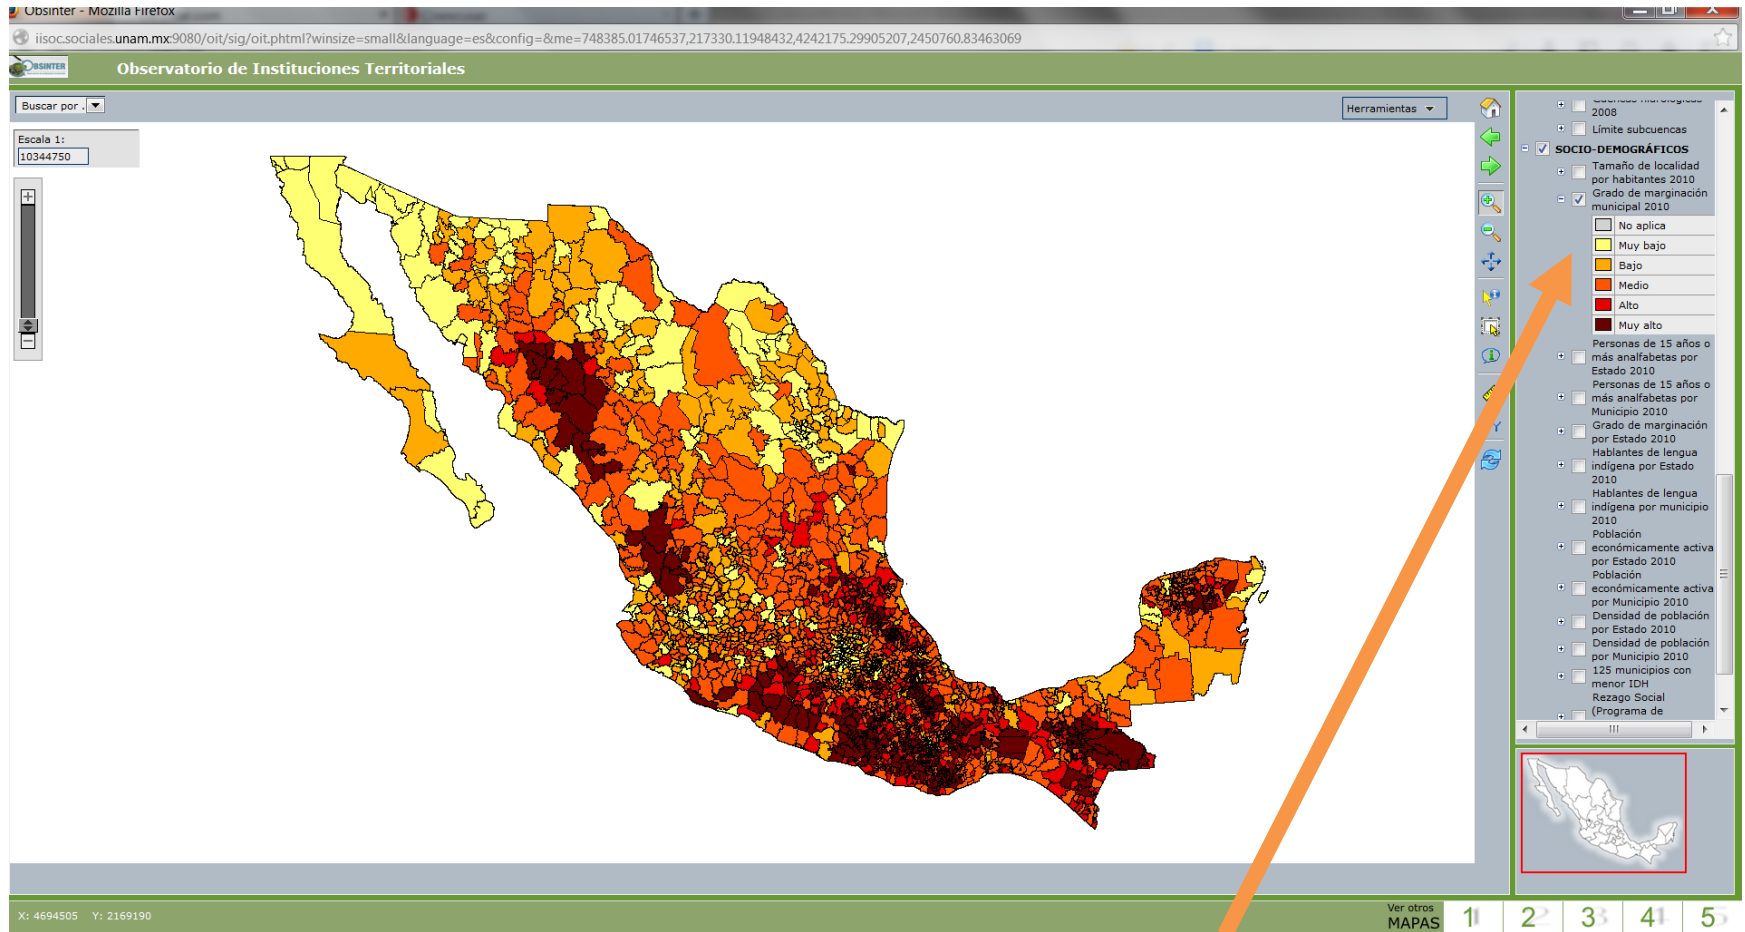 Obsinter - Mozilla Firefox
iisoc.sociales.unam.mx:9080/oit/sig/oit.phtml?winsize=small&language=es&config=&me=748385.01746537,217330.11948432,4242175.29905207,2450760.83463069
OBSINTER
Observatorio de Instituciones Territoriales
Buscar por .
Herramientas
Escala 1:
10344750
Cuencas hidrológicas
2008
Límite subcuencas
SOCIO-DEMOGRÁFICOS
Tamaño de localidad
por habitantes 2010
Grado de marginación
municipal 2010
No aplica
Muy bajo
Bajo
Medio
Alto
Muy alto
Personas de 15 años o
más analfabetas por
Estado 2010
Personas de 15 años o
más analfabetas por
Municipio 2010
Grado de marginación
por Estado 2010
Hablantes de lengua
indígena por Estado
2010
Hablantes de lengua
indígena por municipio
2010
Población
económicamente activa
por Estado 2010
Población
económicamente activa
por Municipio 2010
Densidad de población
por Estado 2010
Densidad de población
por Municipio 2010
125 municipios con
menor IDH
Rezago Social
(Programa de
X: 4694505 Y: 2169190
Ver otros
MAPAS
1 2 3 4 5